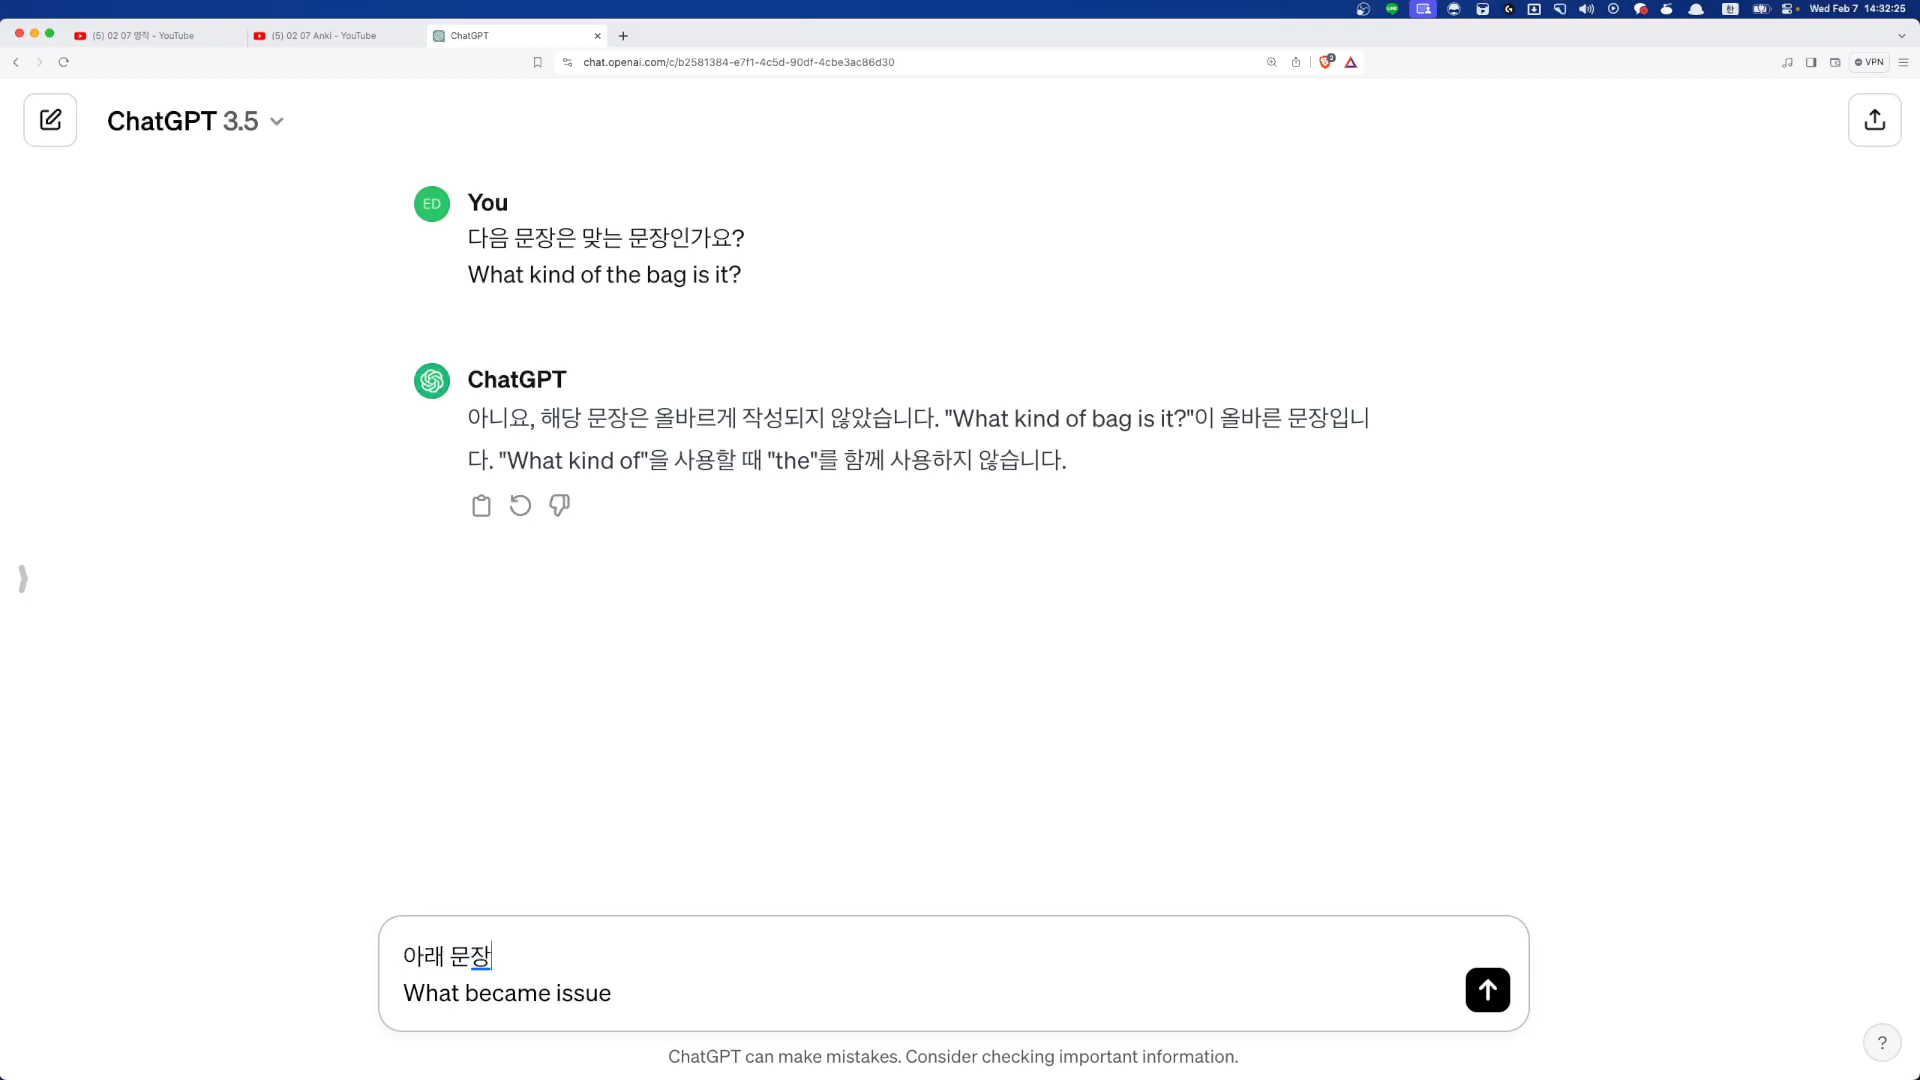 Wed Feb 7 14:32:25
(5) 02 07 영작 - YouTube
(5) 02 07 Anki - YouTube
ChatGPT
chat.openai.com/c/b2581384-e7f1-4c5d-90df-4cbe3ac86d30
VPN
ChatGPT 3.5
ED
You
다음 문장은 맞는 문장인가요?
What kind of the bag is it?
ChatGPT
아니요, 해당 문장은 올바르게 작성되지 않았습니다. "What kind of bag is it?"이 올바른 문장입니
다. "What kind of"을 사용할 때 "the"를 함께 사용하지 않습니다.
아래 문장
What became issue
ChatGPT can make mistakes. Consider checking important information.
?